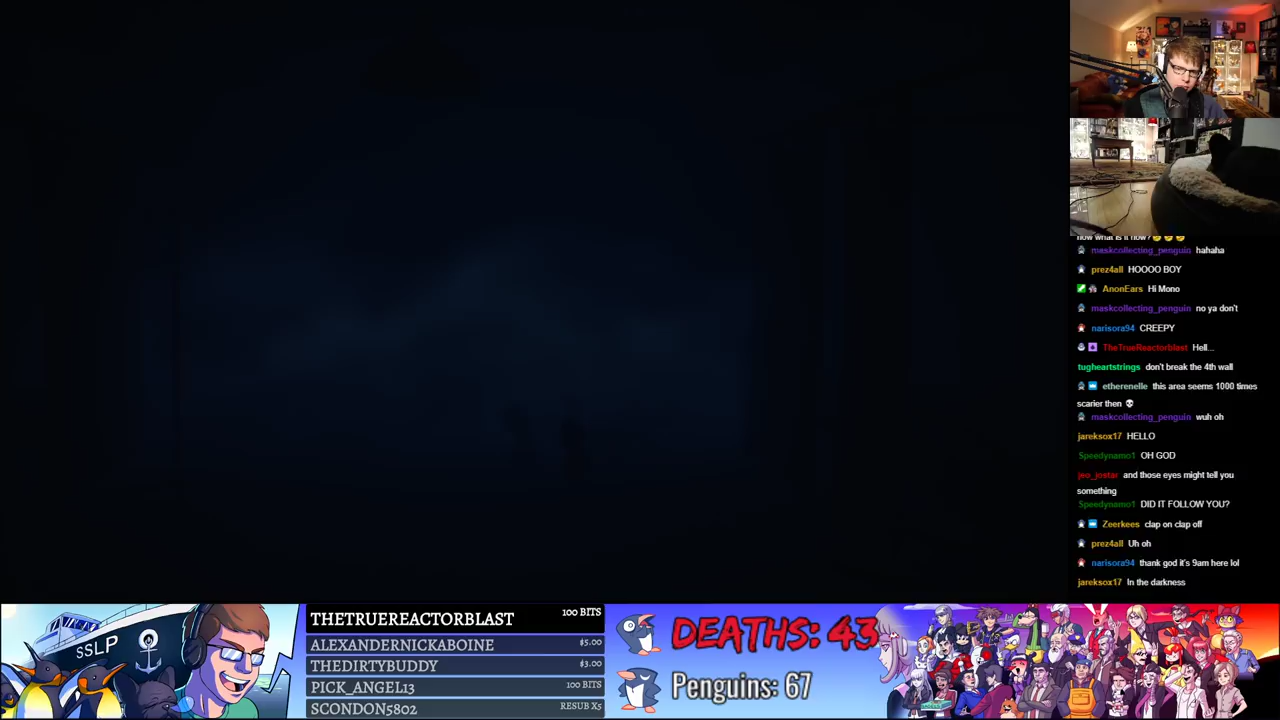 now what is it now?
maskcollecting_penguin hahaha
prez4all HOOOO BOY
AnonEars Hi Mono
maskcollecting_penguin no ya don't
narisora94 CREEPY
TheTrueReactorblast Hell...
tugheartstrings don't break the 4th wall
etherenelle this area seems 1000 times
scarier then
maskcollecting_penguin wuh oh
jareksox17 HELLO
Speedynamo1 OH GOD
jeo_jostar and those eyes might tell you
something
Speedynamo1 DID IT FOLLOW YOU?
Zeerkees clap on clap off
prez4all Uh oh
narisora94 thank god it's 9am here lol
jareksox17 In the darkness
SSLP
THETRUEREACTORBLAST 100 BITS
ALEXANDERNICKABOINE $5.00
THEDIRTYBUDDY $3.00
PICK_ANGEL13 100 BITS
SCONDON5802 RESUB X5
DEATHS: 43
Penguins: 67